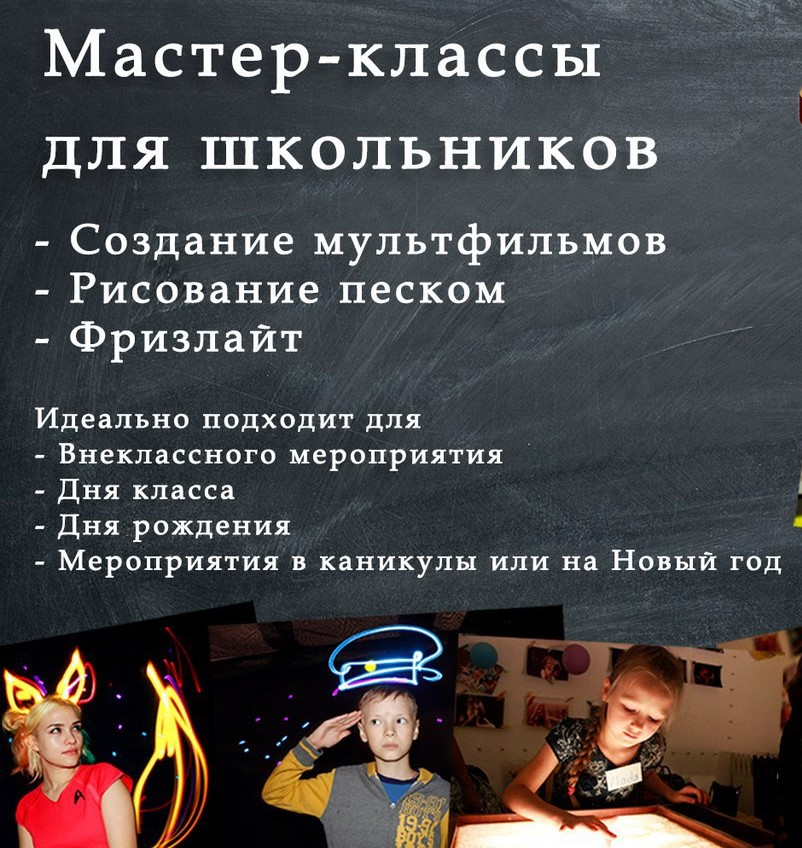 Мастер-классы
для школьников
- Создание мультфильмов
- Рисование песком
- Фризлайт
Идеально подходит для
- Внеклассного мероприятия
- Дня класса
- Дня рождения
- Мероприятия в каникулы или на Новый год
Vlada